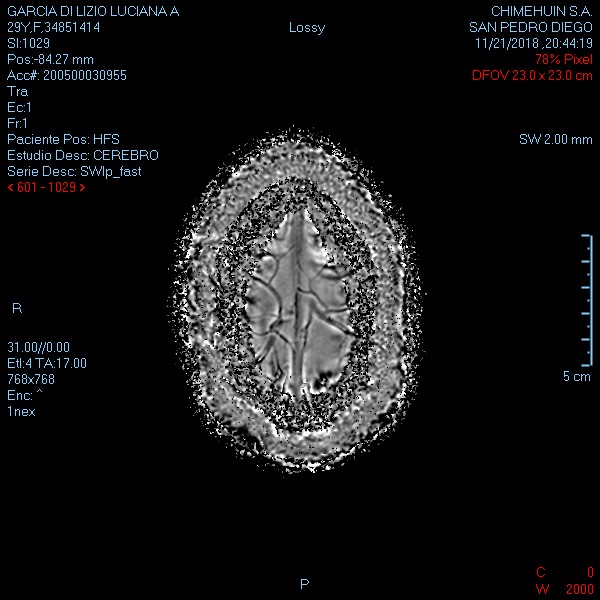 GARCIA DI LIZIO LUCIANA A
29Y,F,34851414
SI:1029
Pos:-84.27 mm
Acc#: 200500030955
Tra
Ec:1
Fr:1
Paciente Pos: HFS
Estudio Desc: CEREBRO
Serie Desc: SWIp_fast
< 601 - 1029 >
Lossy
CHIMEHUIN S.A.
SAN PEDRO DIEGO
11/21/2018 ,20:44:19
78% Pixel
DFOV 23.0 x 23.0 cm
SW 2.00 mm
R
5 cm
31.00//0.00
Etl:4 TA:17.00
768x768
Enc: ^
1nex
P
C 0
W 2000